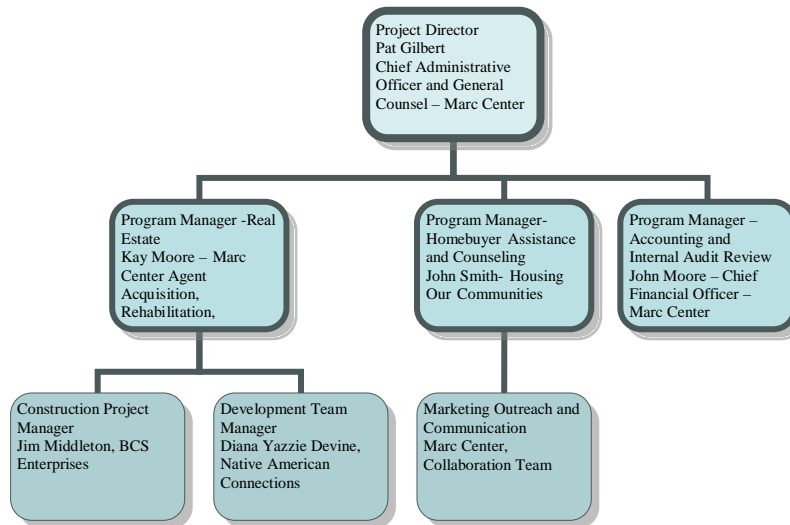 Project Director
Pat Gilbert
Chief Administrative
Officer and General
Counsel – Marc Center
Program Manager -Real
Estate
Kay Moore – Marc
Center Agent
Acquisition,
Rehabilitation,
Program Manager-
Homebuyer Assistance
and Counseling
John Smith- Housing
Our Communities
Program Manager –
Accounting and
Internal Audit Review
John Moore – Chief
Financial Officer –
Marc Center
Construction Project
Manager
Jim Middleton, BCS
Enterprises
Development Team
Manager
Diana Yazzie Devine,
Native American
Connections
Marketing Outreach and
Communication
Marc Center,
Collaboration Team